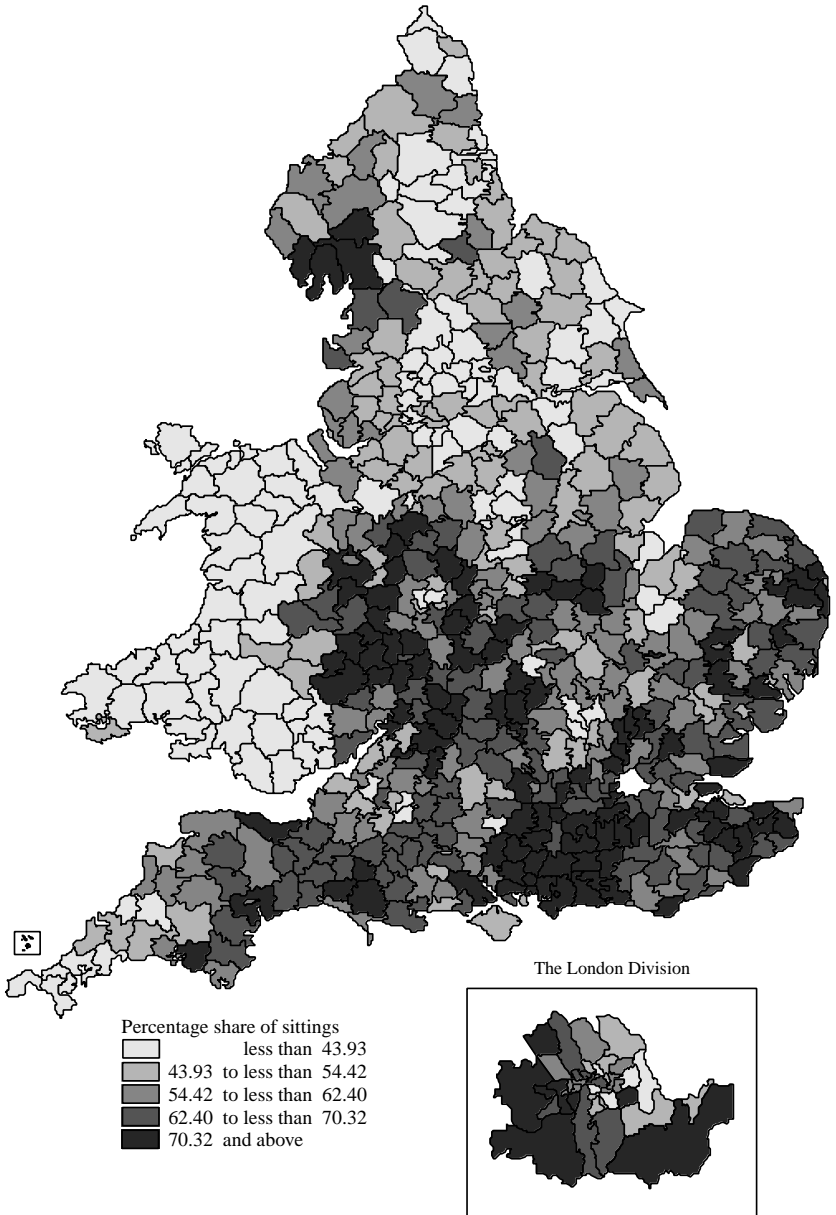 The London Division
Percentage share of sittings
less than 43.93
43.93 to less than 54.42
54.42 to less than 62.40
62.40 to less than 70.32
70.32 and above